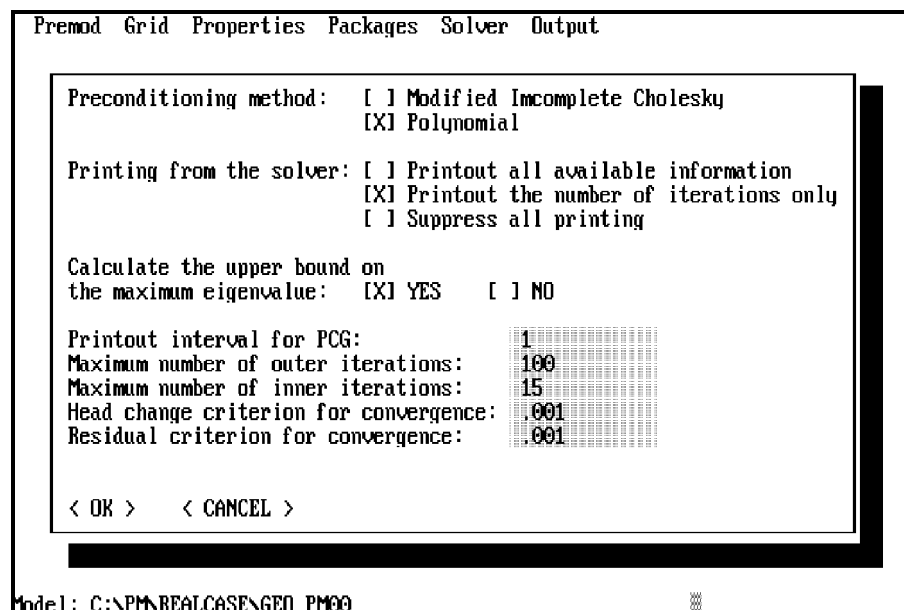 Premod Grid Properties Packages Solver Output
Preconditioning method: [ ] Modified Imcomplete Cholesky
[X] Polynomial
Printing from the solver: [ ] Printout all available information
[X] Printout the number of iterations only
[ ] Suppress all printing
Calculate the upper bound on
the maximum eigenvalue: [X] YES [ ] NO
Printout interval for PCG: 1
Maximum number of outer iterations: 100
Maximum number of inner iterations: 15
Head change criterion for convergence: .001
Residual criterion for convergence: .001
< OK > < CANCEL >
Model: C:\PM\REALCASE\GEO_PM00